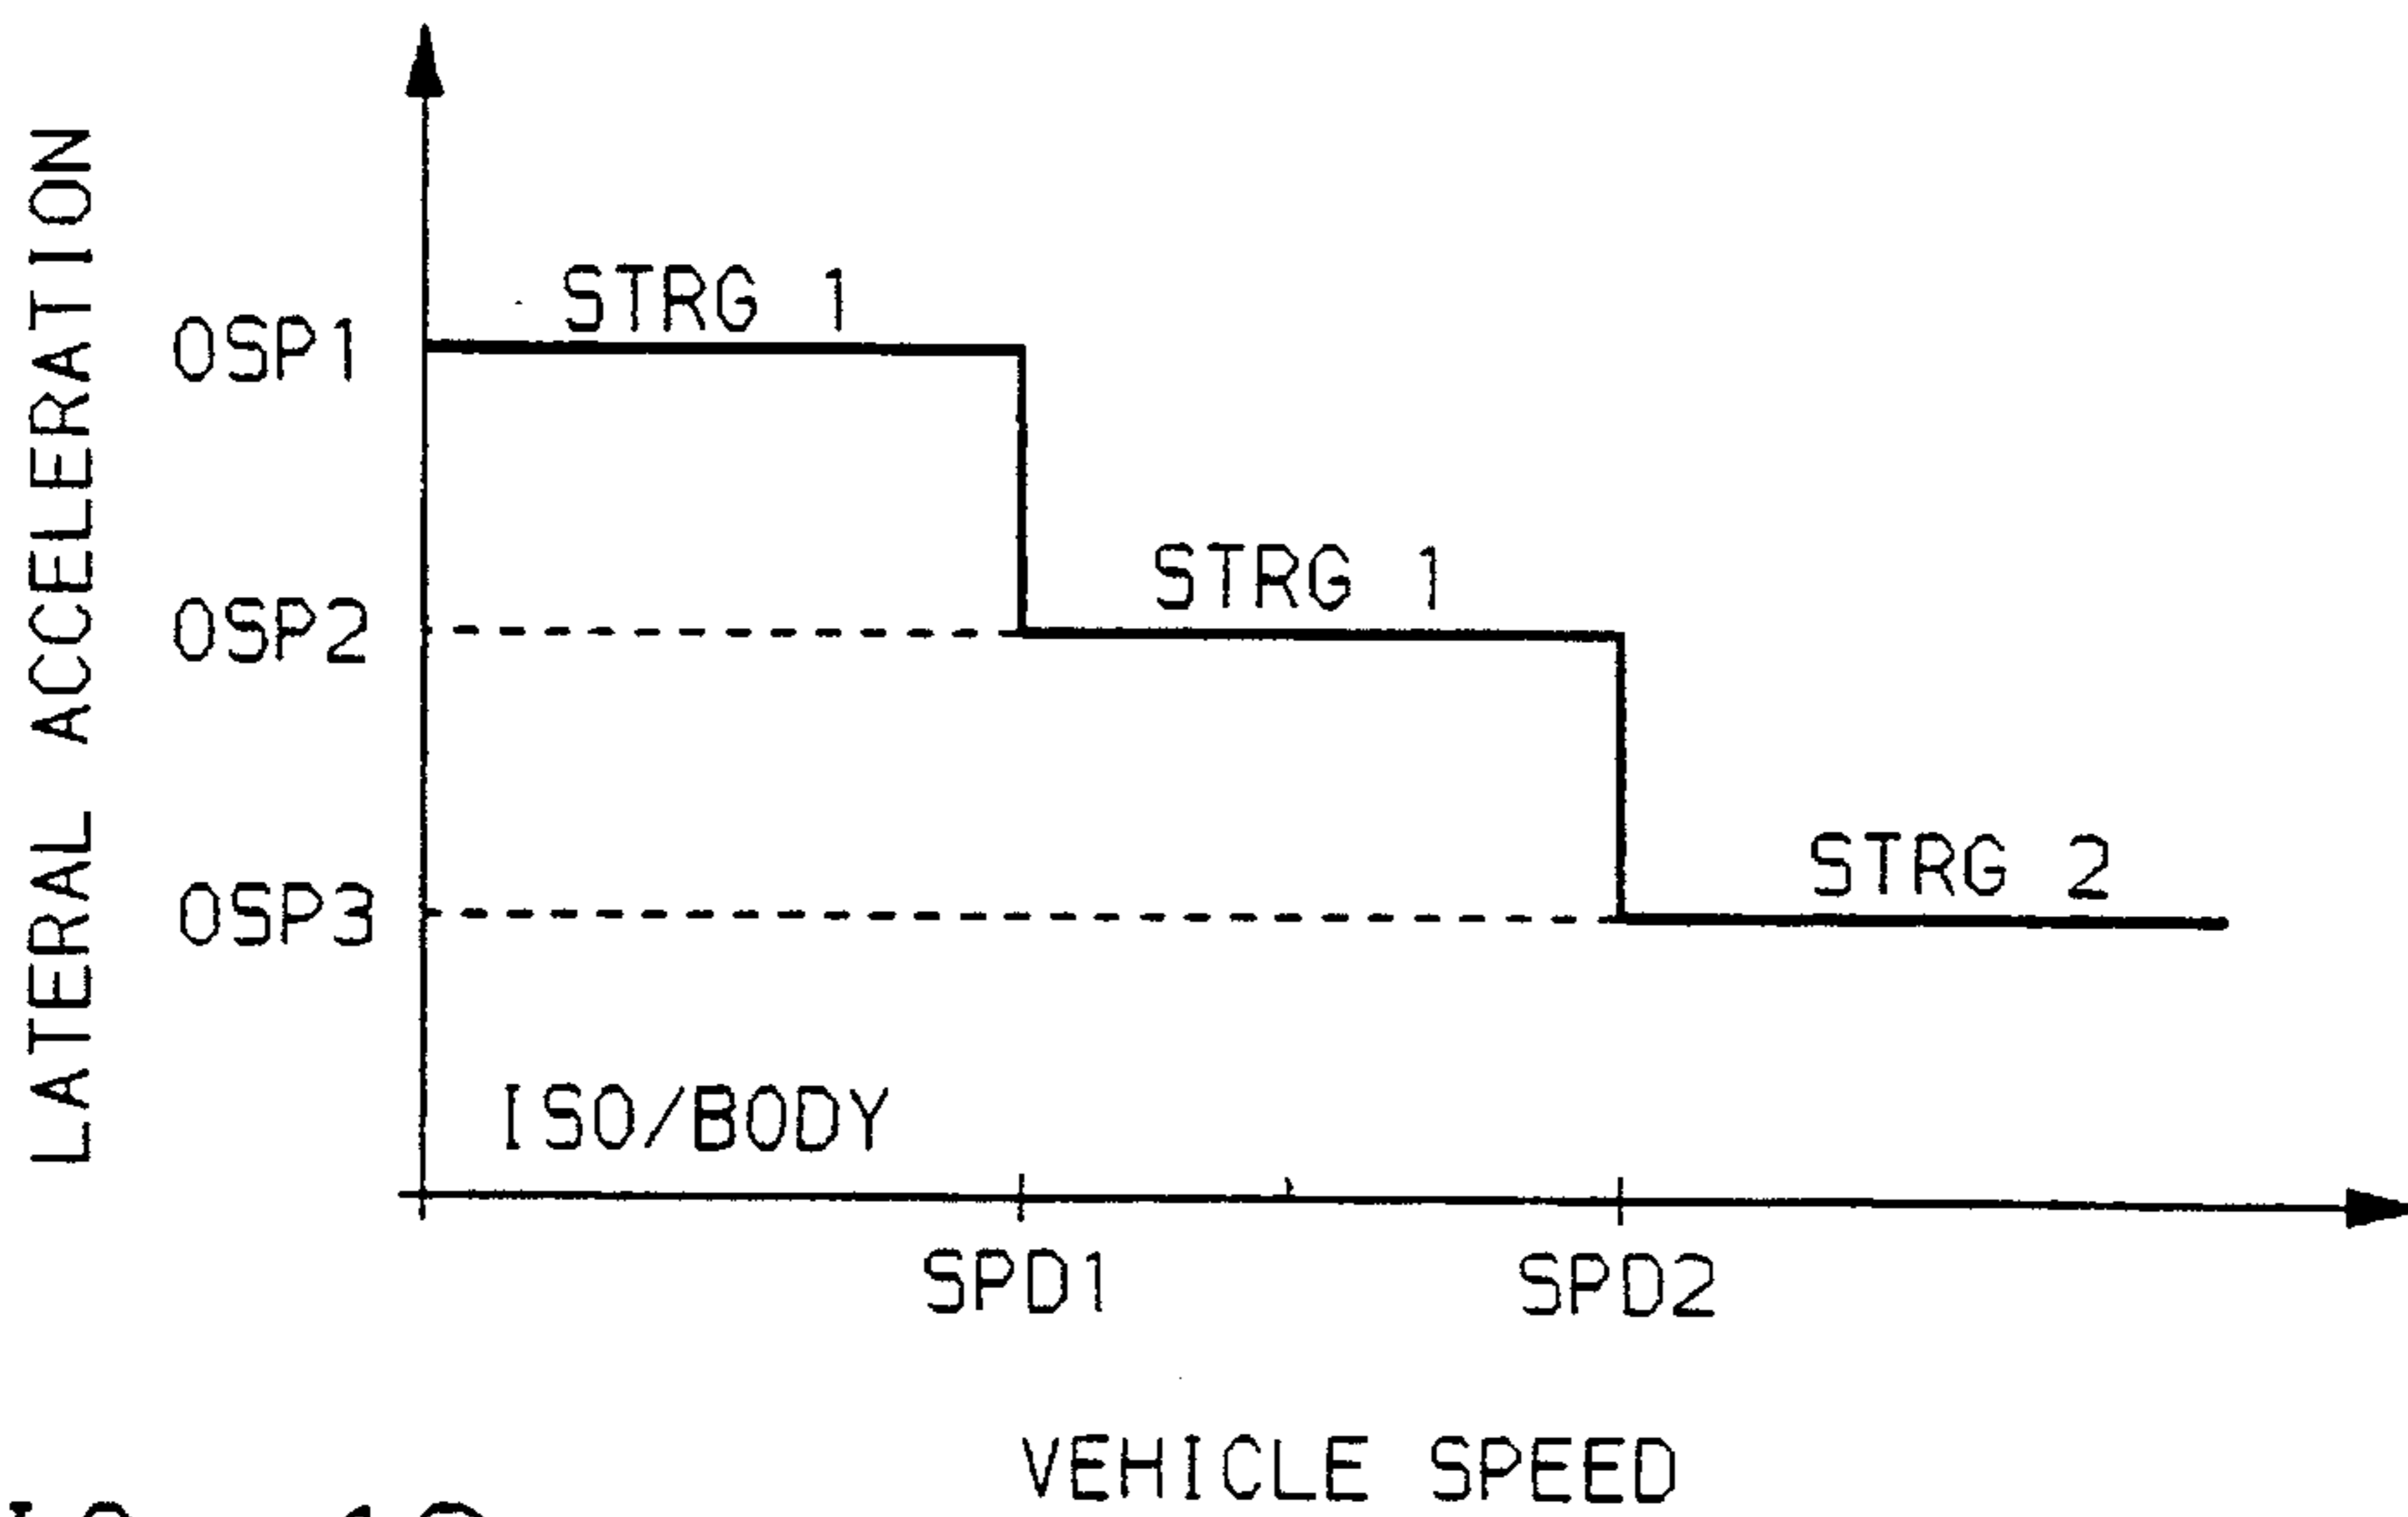 LATERAL ACCELERATION
OSP1
STRG 1
OSP2
STRG 1
OSP3
STRG 2
ISO/BODY
SPD1
SPD2
VEHICLE SPEED